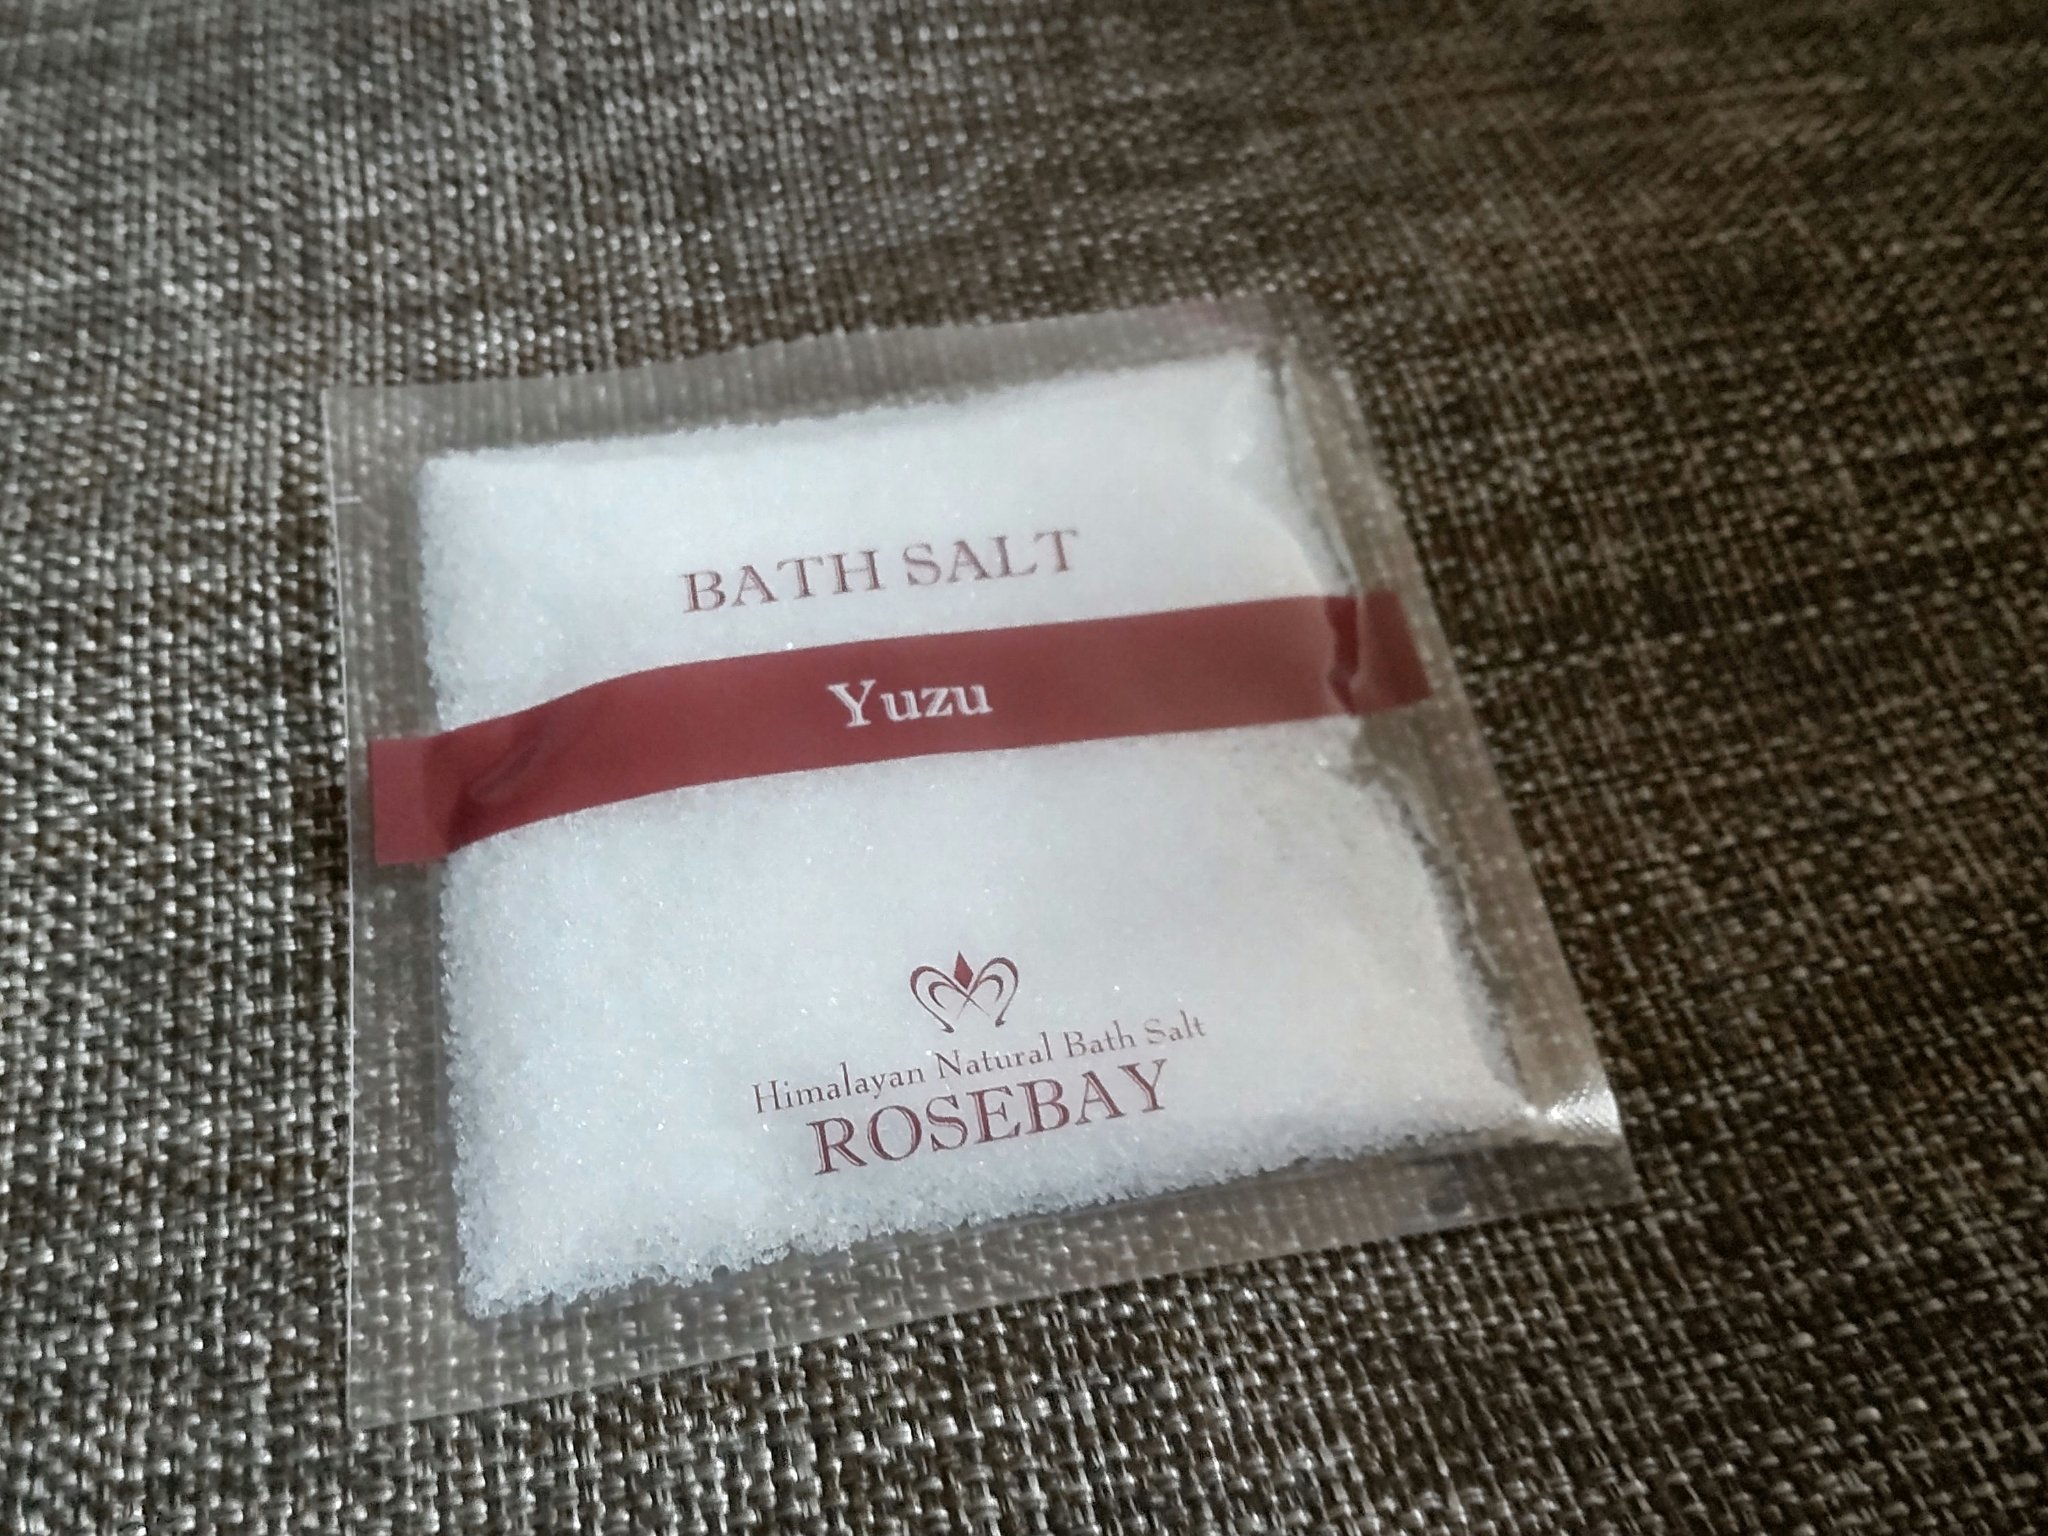 BATH SALT
Yuzu
Himalayan Natural Bath Salt
ROSEBAY